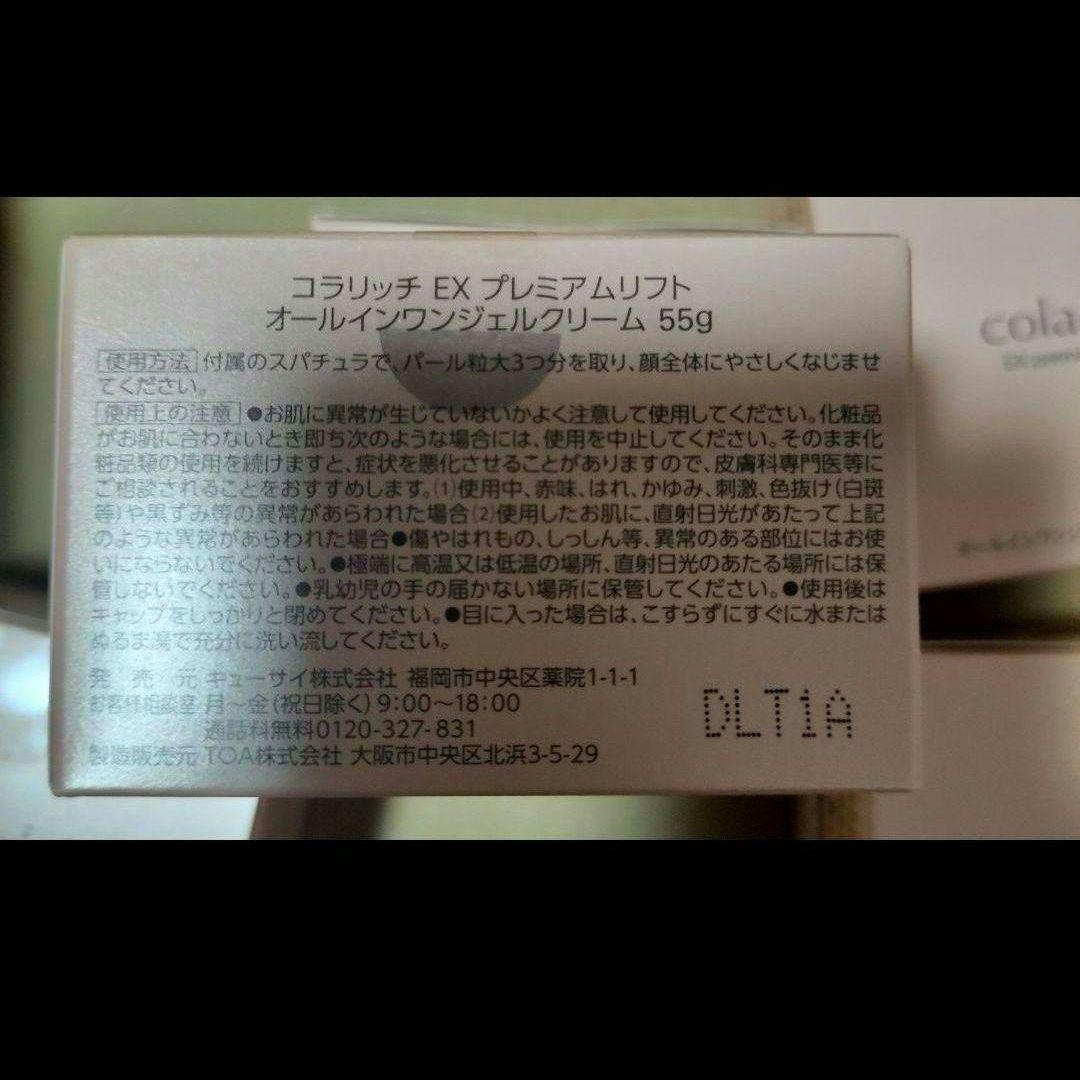 コラリッチ EX プレミアムリフト
オールインワンジェルクリーム 55g
使用方法 付属のスパチュラで、パール粒大3つ分を取り、顔全体にやさしくなじませ
てください。
使用上の注意 ●お肌に異常が生じていないかよく注意して使用してください。化粧品
がお肌に合わないとき即ち次のような場合には、使用を中止してください。そのまま化
粧品類の使用を続けますと、症状を悪化させることがありますので、皮膚科専門医等に
ご相談されることをおすすめします。(1)使用中、赤味、はれ、かゆみ、刺激、色抜け(白斑
等)や黒ずみ等の異常があらわれた場合(2)使用したお肌に、直射日光があたって上記
のような異常があらわれた場合●傷やはれもの、しっしん等、異常のある部位にはお使
いにならないでください。●極端に高温又は低温の場所、直射日光のあたる場所には保
管しないでください。●乳幼児の手の届かない場所に保管してください。●使用後は
キャップをしっかりと閉めてください。●目に入った場合は、こすらずにすぐに水または
ぬるま湯で充分に洗い流してください。
発売元 キューサイ株式会社 福岡市中央区薬院1-1-1
お客様相談室 月～金(祝日除く)9:00～18:00
通話料無料0120-327-831
製造販売元 TOA株式会社 大阪市中央区北浜3-5-29
DLT1A
cola
オールインワン